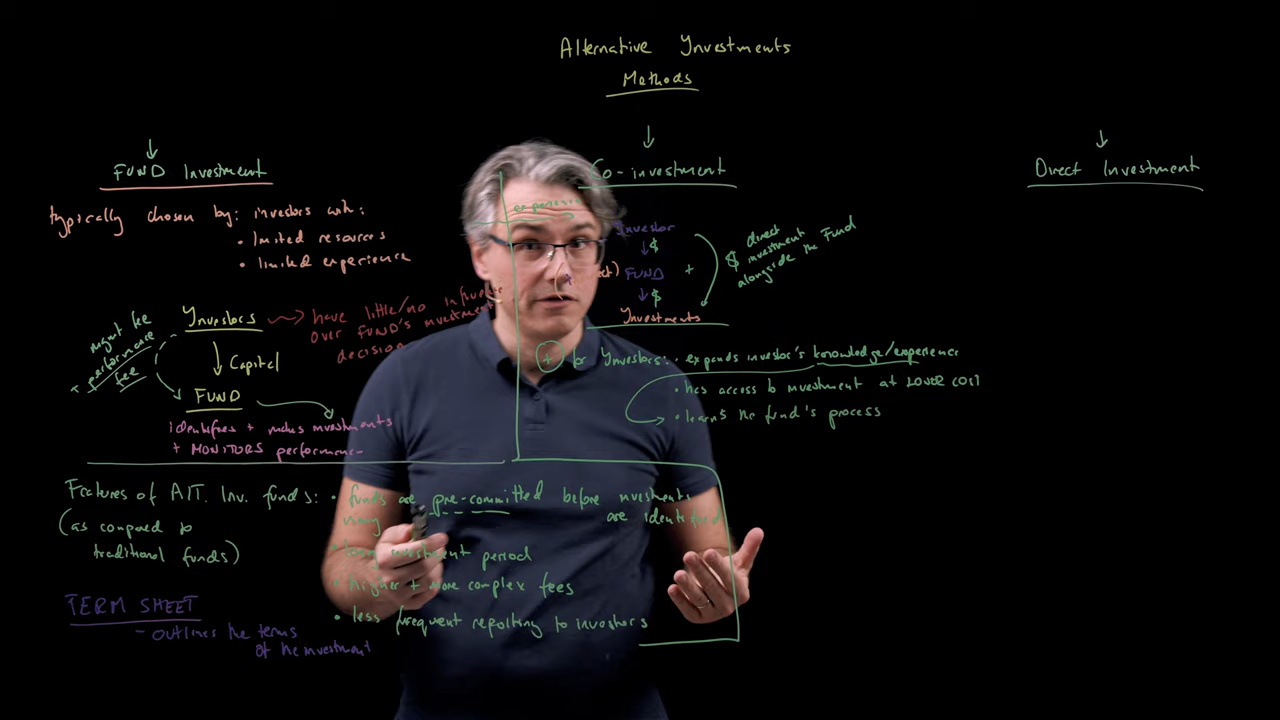 Alternative Investments
Methods
FUND Investment
typically chosen by: investors with:
• limited resources
• limited experience
Investors
have little/no
over FUND's investment
decision
mgmt fee
+ performance
fee
Capital
FUND
identifies + makes investments
+ MONITORS performance
Features of Alt. Inv. funds:
(as compared to
traditional funds)
• funds are pre-committed before investments
are identified
• long investment period
• Higher + more complex fees
• less frequent reporting to investors
TERM SHEET
- outlines the terms
of the investment
Co-investment
Investor
↓ $
FUND +
↓ $
Investments
$ direct
investment
alongside the Fund
+ for Investors: • expands investor's knowledge/experience
• has access to investment at LOWER COST
• learns the fund's process
Direct Investment